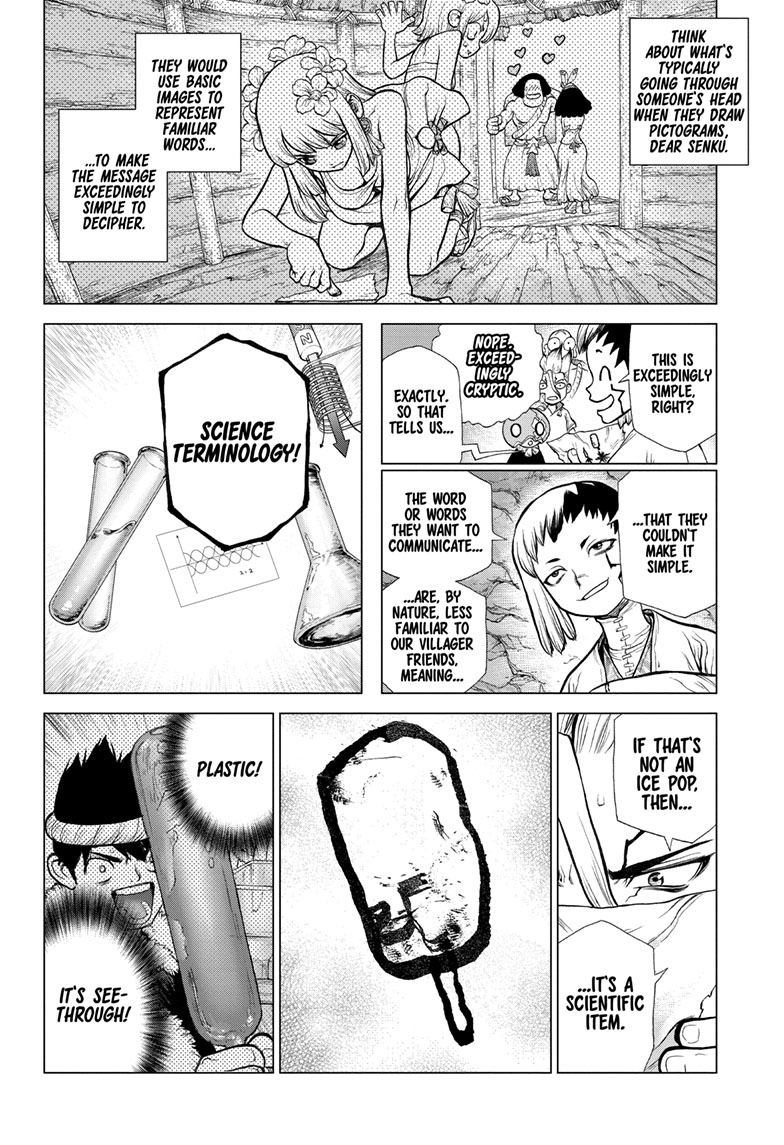 THINK
ABOUT WHAT'S
TYPICALLY
GOING THROUGH
SOMEONE'S HEAD
WHEN THEY DRAW
PICTOGRAMS,
DEAR SENKU.
THEY WOULD
USE BASIC
IMAGES TO
REPRESENT
FAMILIAR
WORDS...
...TO MAKE
THE MESSAGE
EXCEEDINGLY
SIMPLE TO
DECIPHER.
THIS IS
EXCEEDINGLY
SIMPLE,
RIGHT?
NOPE.
EXCEED-
INGLY
CRYPTIC.
EXACTLY.
SO THAT
TELLS US...
...THAT THEY
COULDN'T
MAKE IT
SIMPLE.
THE WORD
OR WORDS
THEY WANT TO
COMMUNICATE...
...ARE, BY
NATURE, LESS
FAMILIAR TO
OUR VILLAGER
FRIENDS,
MEANING...
N
SCIENCE
TERMINOLOGY!
IF THAT'S
NOT AN
ICE POP,
THEN...
...IT'S A
SCIENTIFIC
ITEM.
PLASTIC!
IT'S SEE-
THROUGH!